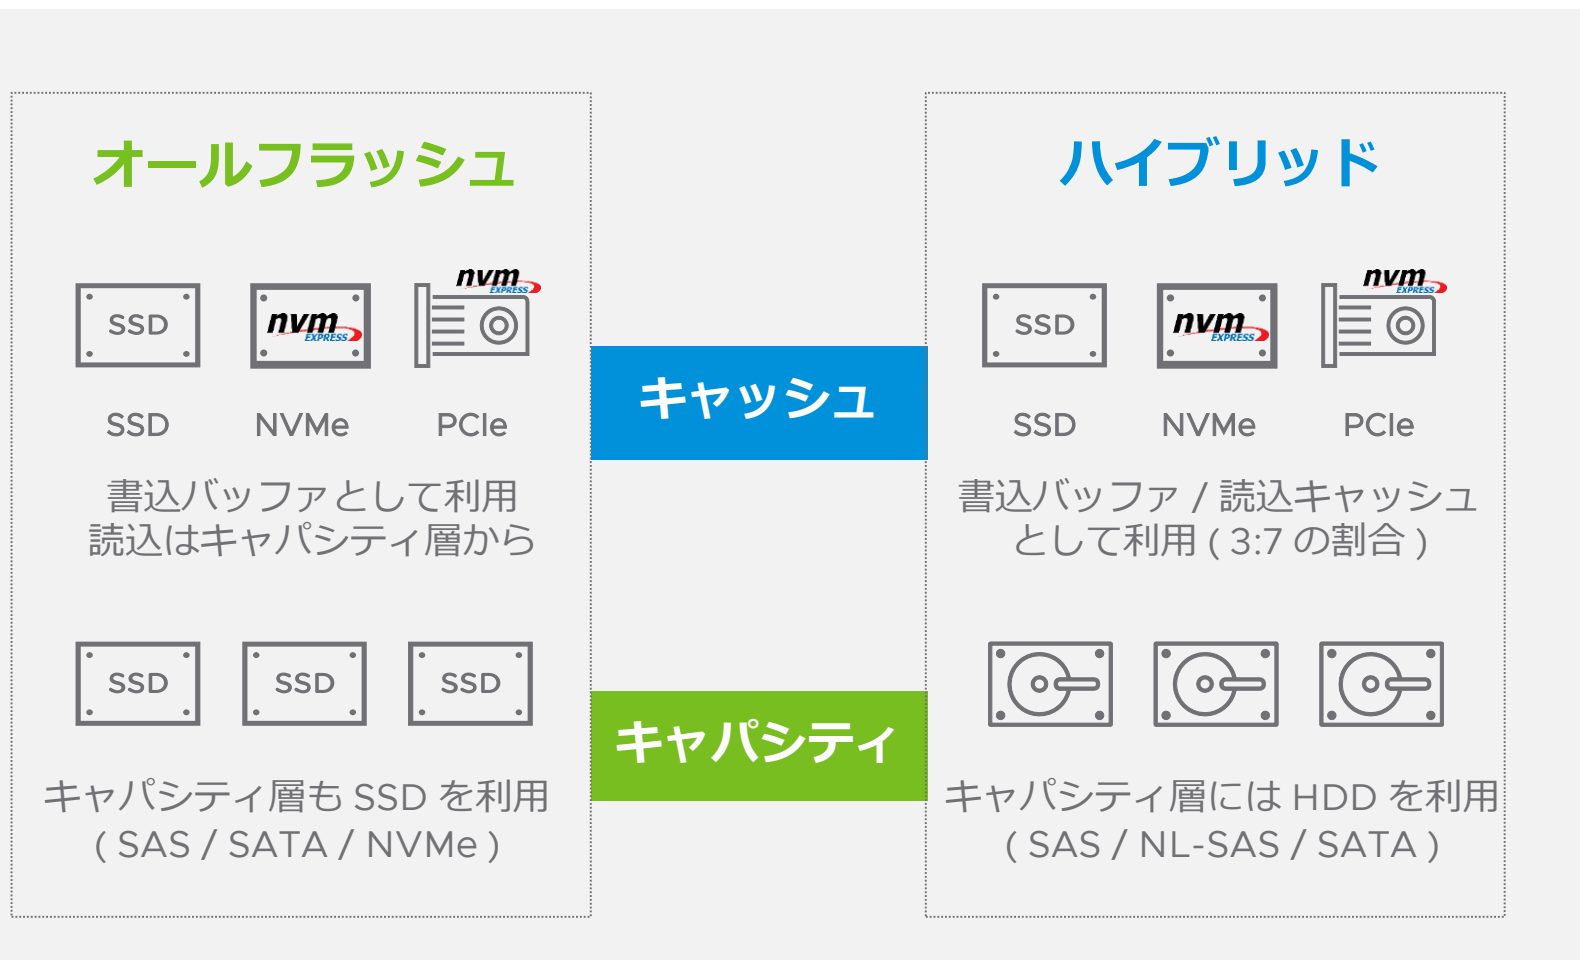 オールフラッシュ
SSD
nvm
EXPRESS
nvm
EXPRESS
SSD NVMe PCIe
書込バッファとして利用
読込はキャパシティ層から
SSD SSD SSD
キャパシティ層も SSD を利用
( SAS / SATA / NVMe )
キャッシュ
キャパシティ
ハイブリッド
SSD
nvm
EXPRESS
nvm
EXPRESS
SSD NVMe PCIe
書込バッファ / 読込キャッシュ
として利用 ( 3:7 の割合 )
キャパシティ層には HDD を利用
( SAS / NL-SAS / SATA )